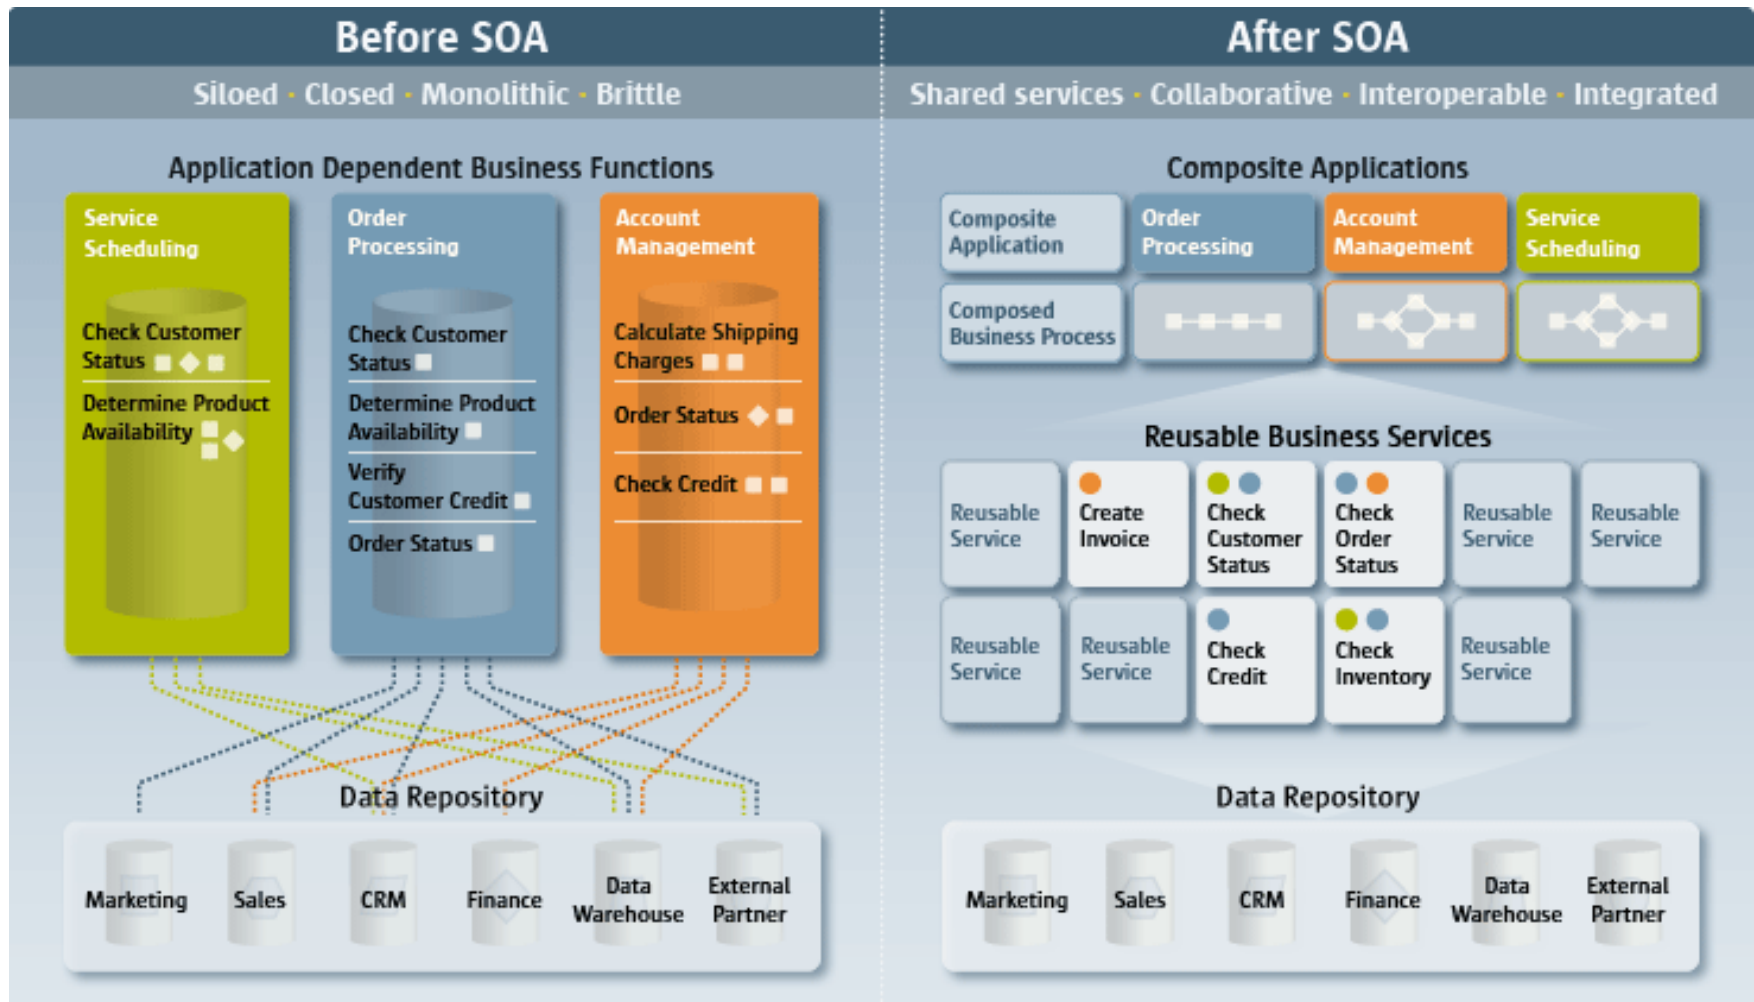 Before SOA
Siloed · Closed · Monolithic · Brittle
Application Dependent Business Functions
Service
Scheduling
Check Customer
Status
Determine Product
Availability
Order
Processing
Check Customer
Status
Determine Product
Availability
Verify
Customer Credit
Order Status
Account
Management
Calculate Shipping
Charges
Order Status
Check Credit
Data Repository
Marketing
Sales
CRM
Finance
Data
Warehouse
External
Partner
After SOA
Shared services · Collaborative · Interoperable · Integrated
Composite Applications
Composite
Application
Order
Processing
Account
Management
Service
Scheduling
Composed
Business Process
Reusable Business Services
Reusable
Service
Create
Invoice
Check
Customer
Status
Check
Order
Status
Reusable
Service
Reusable
Service
Reusable
Service
Reusable
Service
Check
Credit
Check
Inventory
Reusable
Service
Data Repository
Marketing
Sales
CRM
Finance
Data
Warehouse
External
Partner